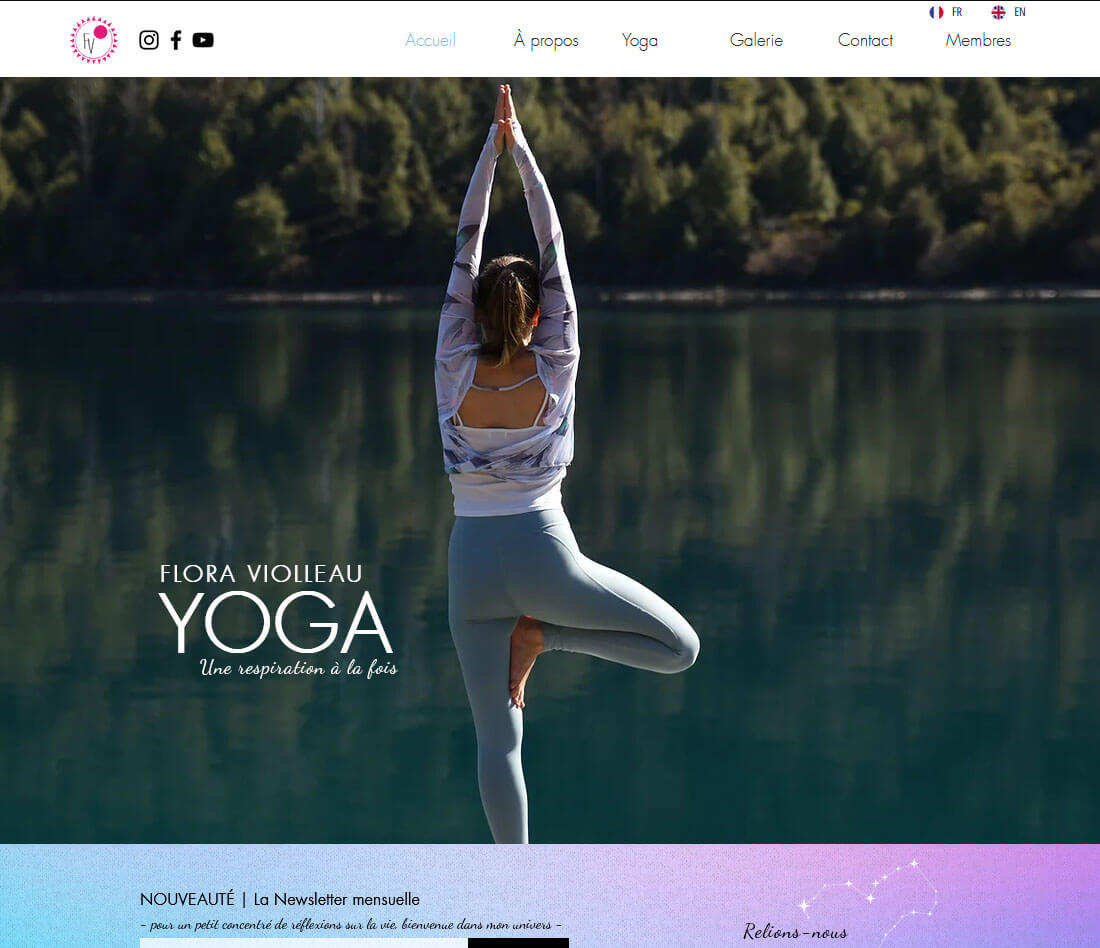 FR EN
FV
Accueil À propos Yoga Galerie Contact Membres
FLORA VIOLLEAU
YOGA
Une respiration à la fois
NOUVEAUTÉ | La Newsletter mensuelle
- pour un petit concentré de réflexions sur la vie, bienvenue dans mon univers -
Relions-nous